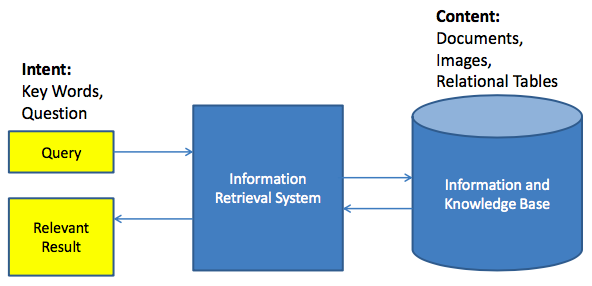 Content:
Documents,
Images,
Relational Tables
Intent:
Key Words,
Question
Query
Information
Retrieval System
Information and
Knowledge Base
Relevant
Result